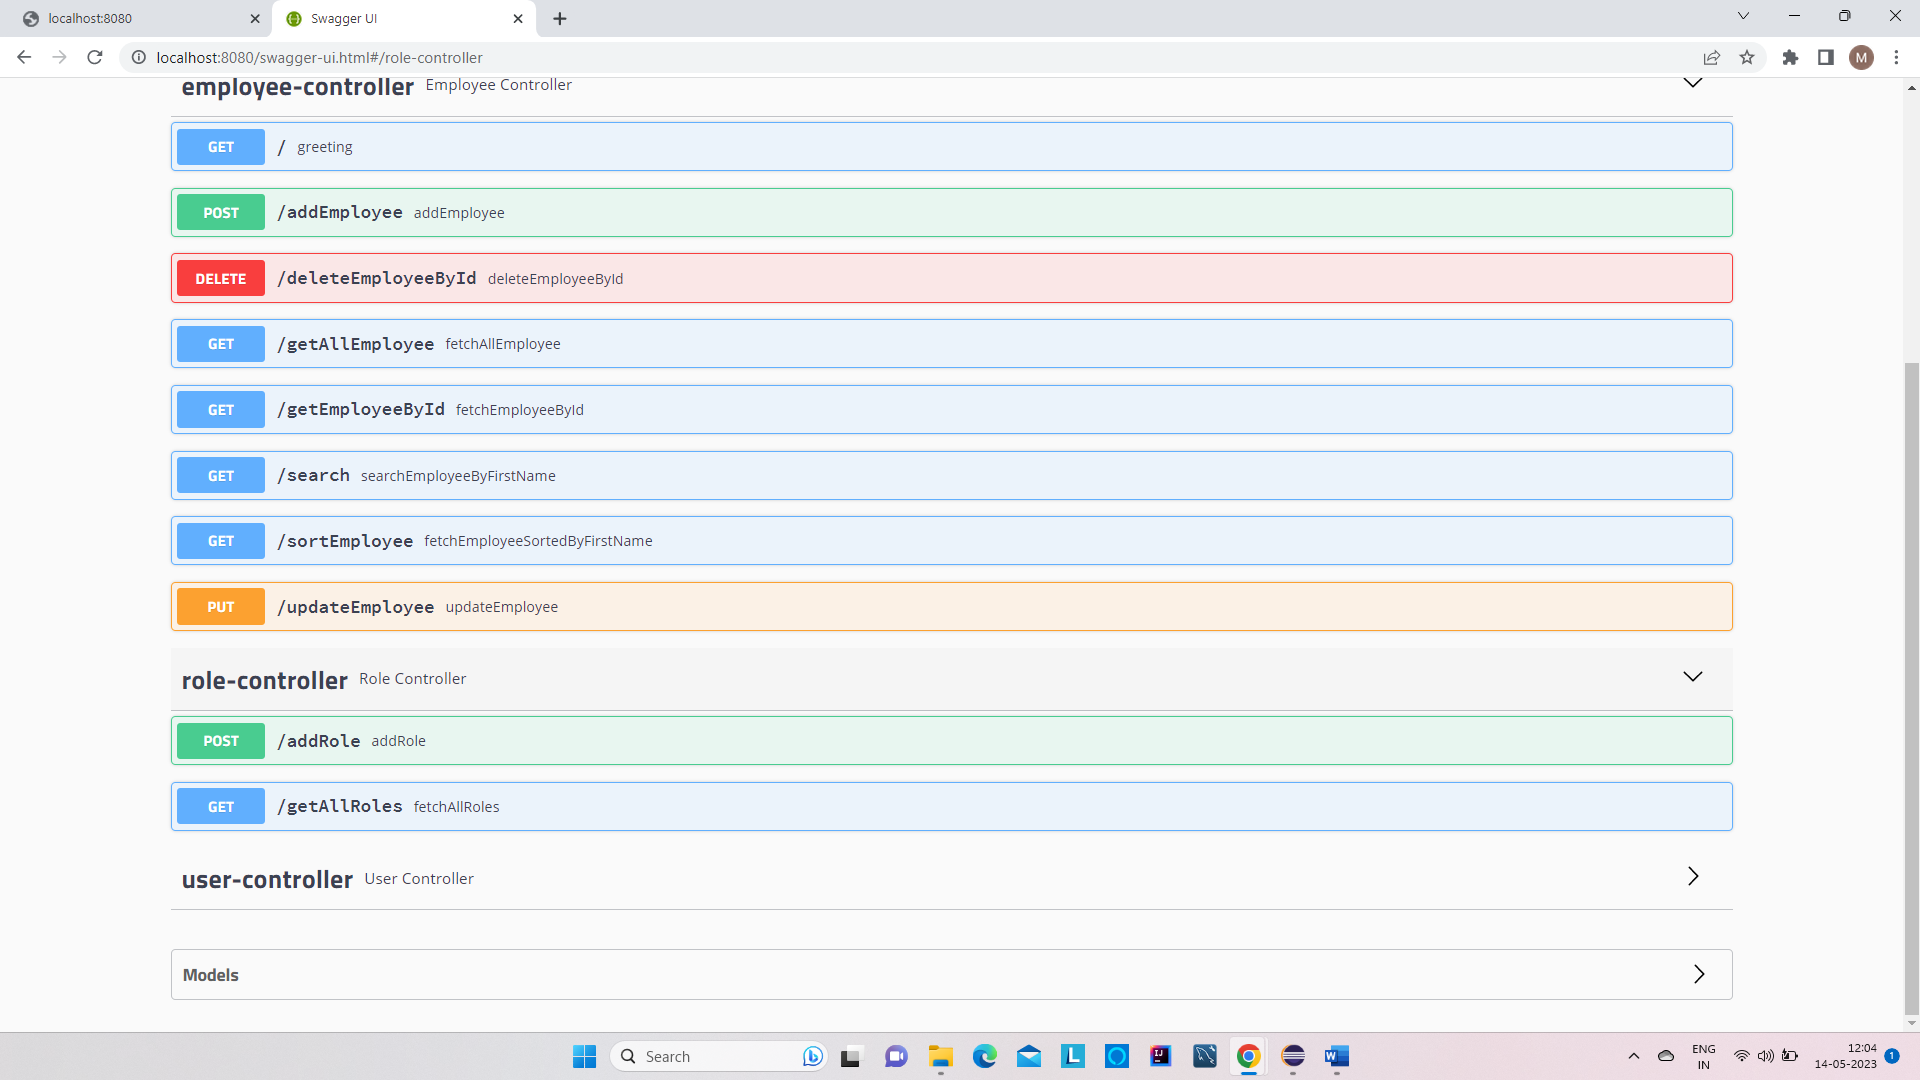 localhost:8080
Swagger UI
localhost:8080/swagger-ui.html#/role-controller
M
employee-controller Employee Controller
GET / greeting
POST /addEmployee addEmployee
DELETE /deleteEmployeeById deleteEmployeeById
GET /getAllEmployee fetchAllEmployee
GET /getEmployeeById fetchEmployeeById
GET /search searchEmployeeByFirstName
GET /sortEmployee fetchEmployeeSortedByFirstName
PUT /updateEmployee updateEmployee
role-controller Role Controller
POST /addRole addRole
GET /getAllRoles fetchAllRoles
user-controller User Controller
Models
Search
L
IJ
W
ENG
IN
12:04
14-05-2023
1